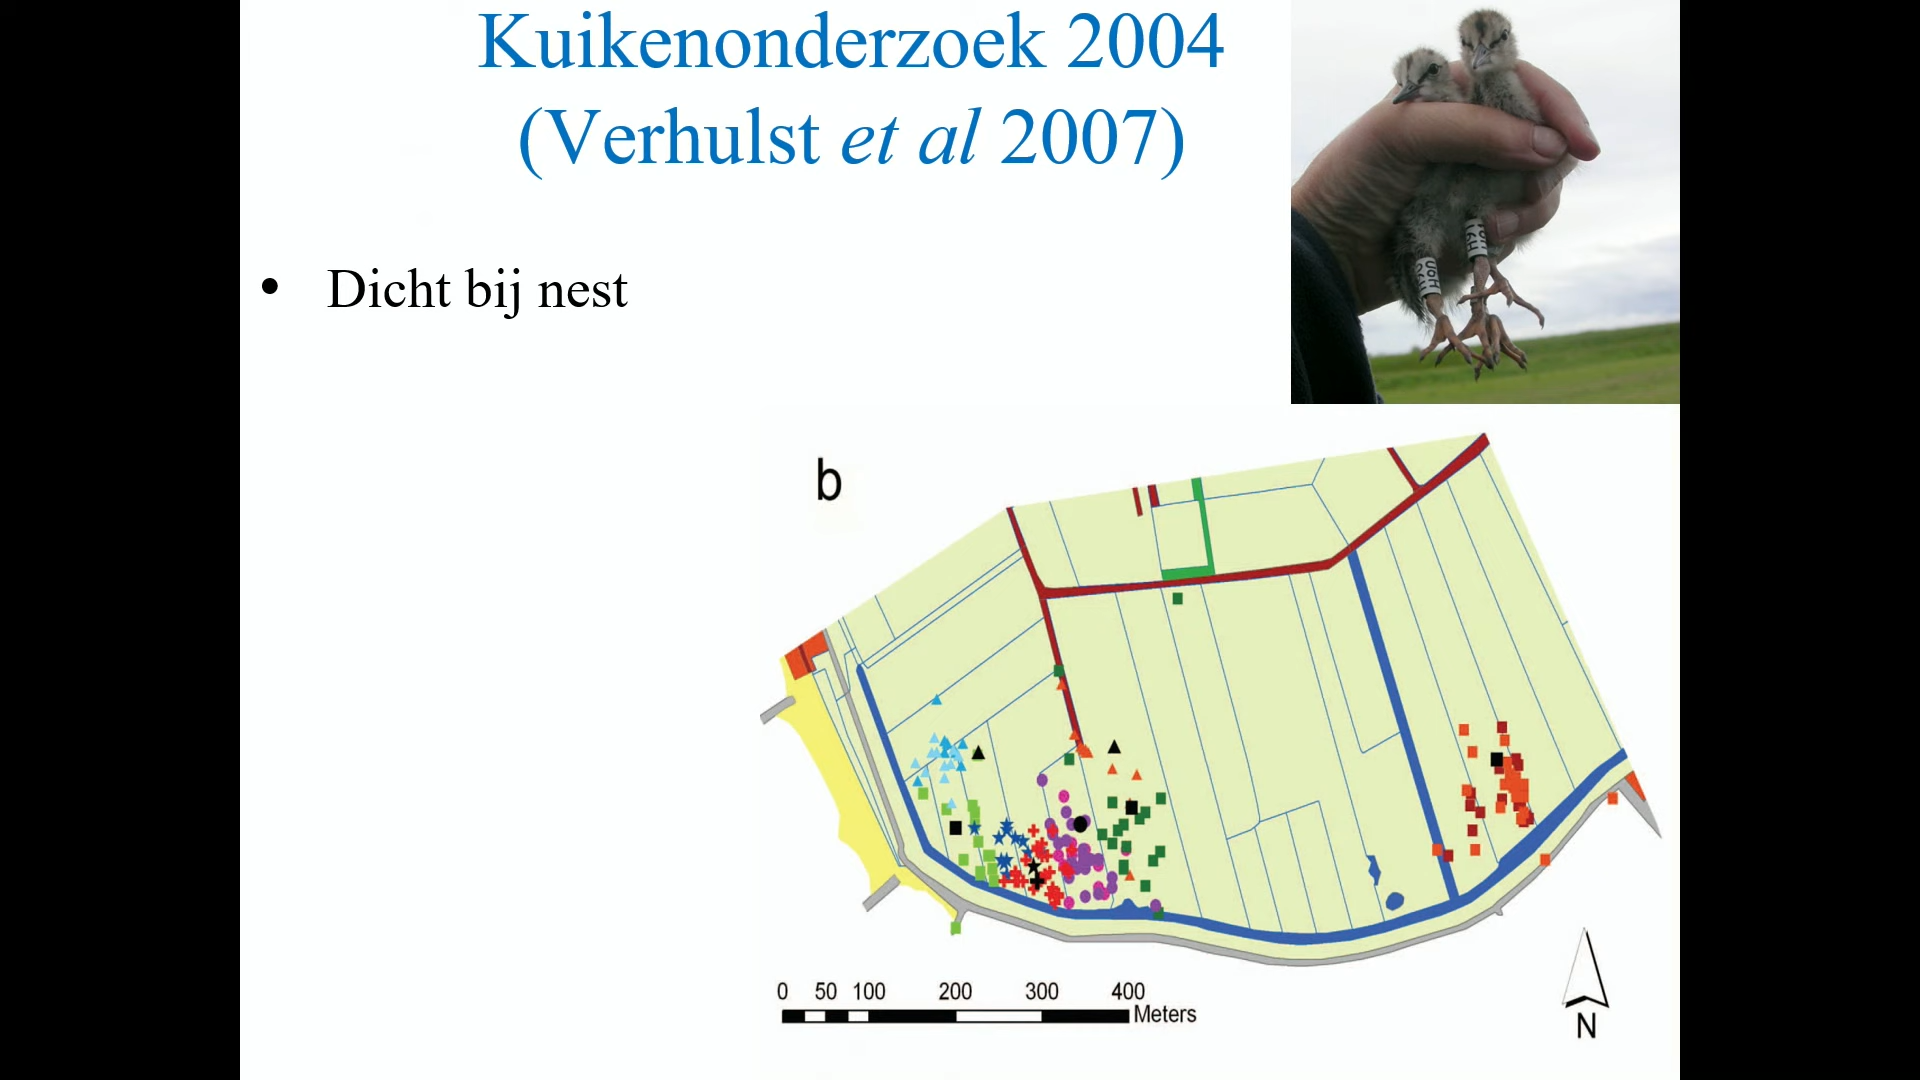 Kuikenonderzoek 2004
(Verhulst et al 2007)
• Dicht bij nest
b
0 50 100 200 300 400
Meters
N